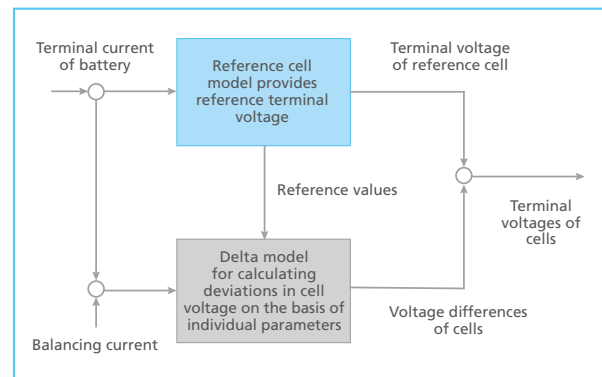 Terminal current
of battery
Reference cell
model provides
reference terminal
voltage
Terminal voltage
of reference cell
Reference values
Terminal
voltages of
cells
Delta model
for calculating
deviations in cell
voltage on the basis of
individual parameters
Balancing current
Voltage differences
of cells